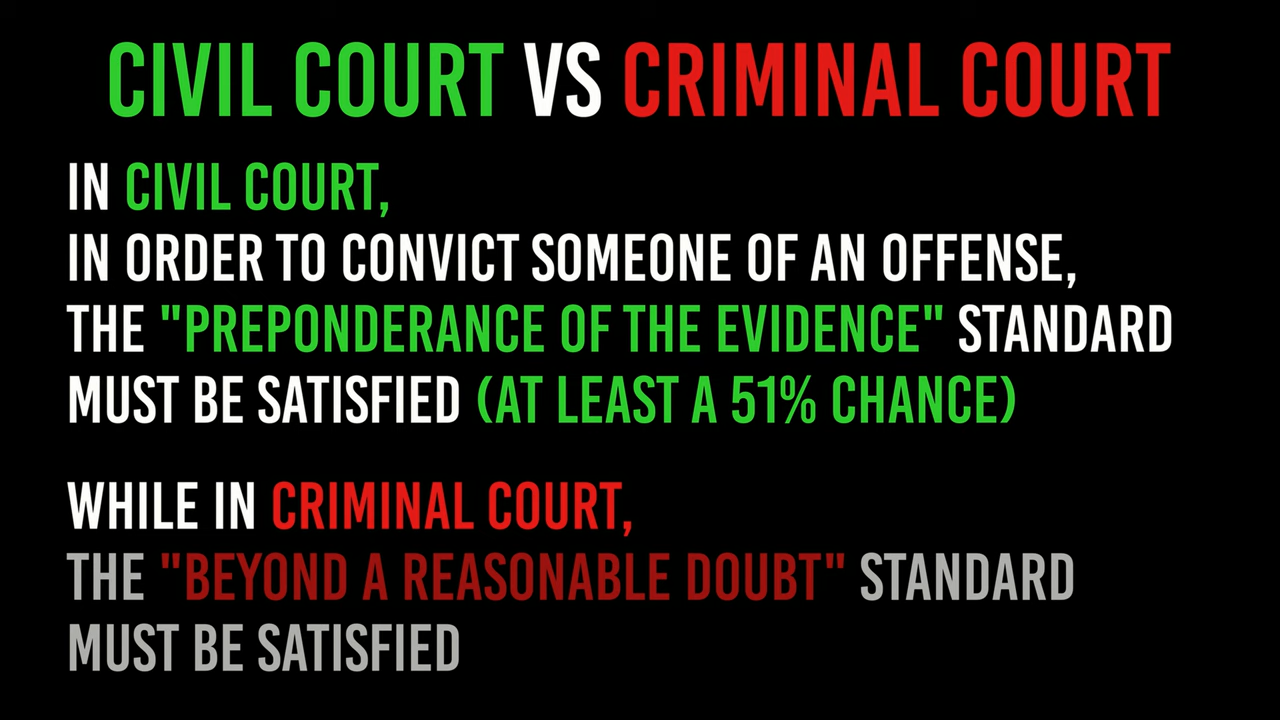 CIVIL COURT VS CRIMINAL COURT
IN CIVIL COURT,
IN ORDER TO CONVICT SOMEONE OF AN OFFENSE,
THE "PREPONDERANCE OF THE EVIDENCE" STANDARD
MUST BE SATISFIED (AT LEAST A 51% CHANCE)
WHILE IN CRIMINAL COURT,
THE "BEYOND A REASONABLE DOUBT" STANDARD
MUST BE SATISFIED